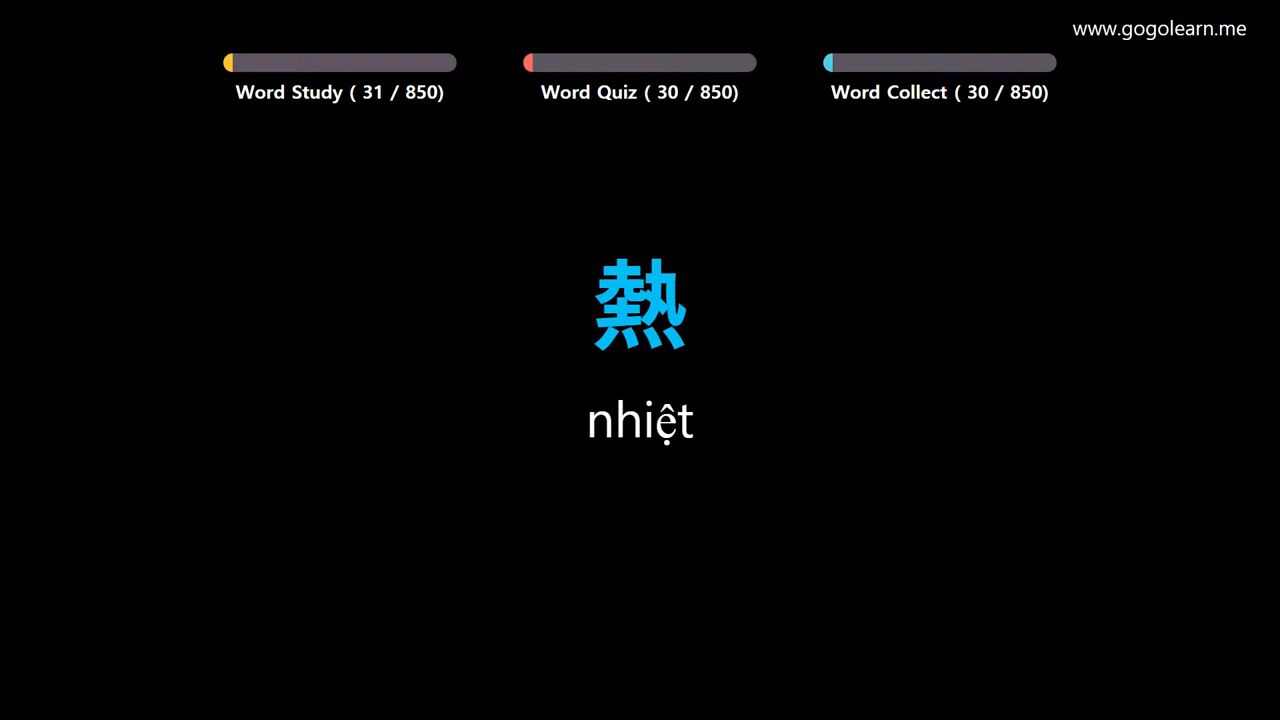 www.gogolearn.me
Word Study ( 31 / 850)
Word Quiz ( 30 / 850)
Word Collect ( 30 / 850)
熱
nhiệt